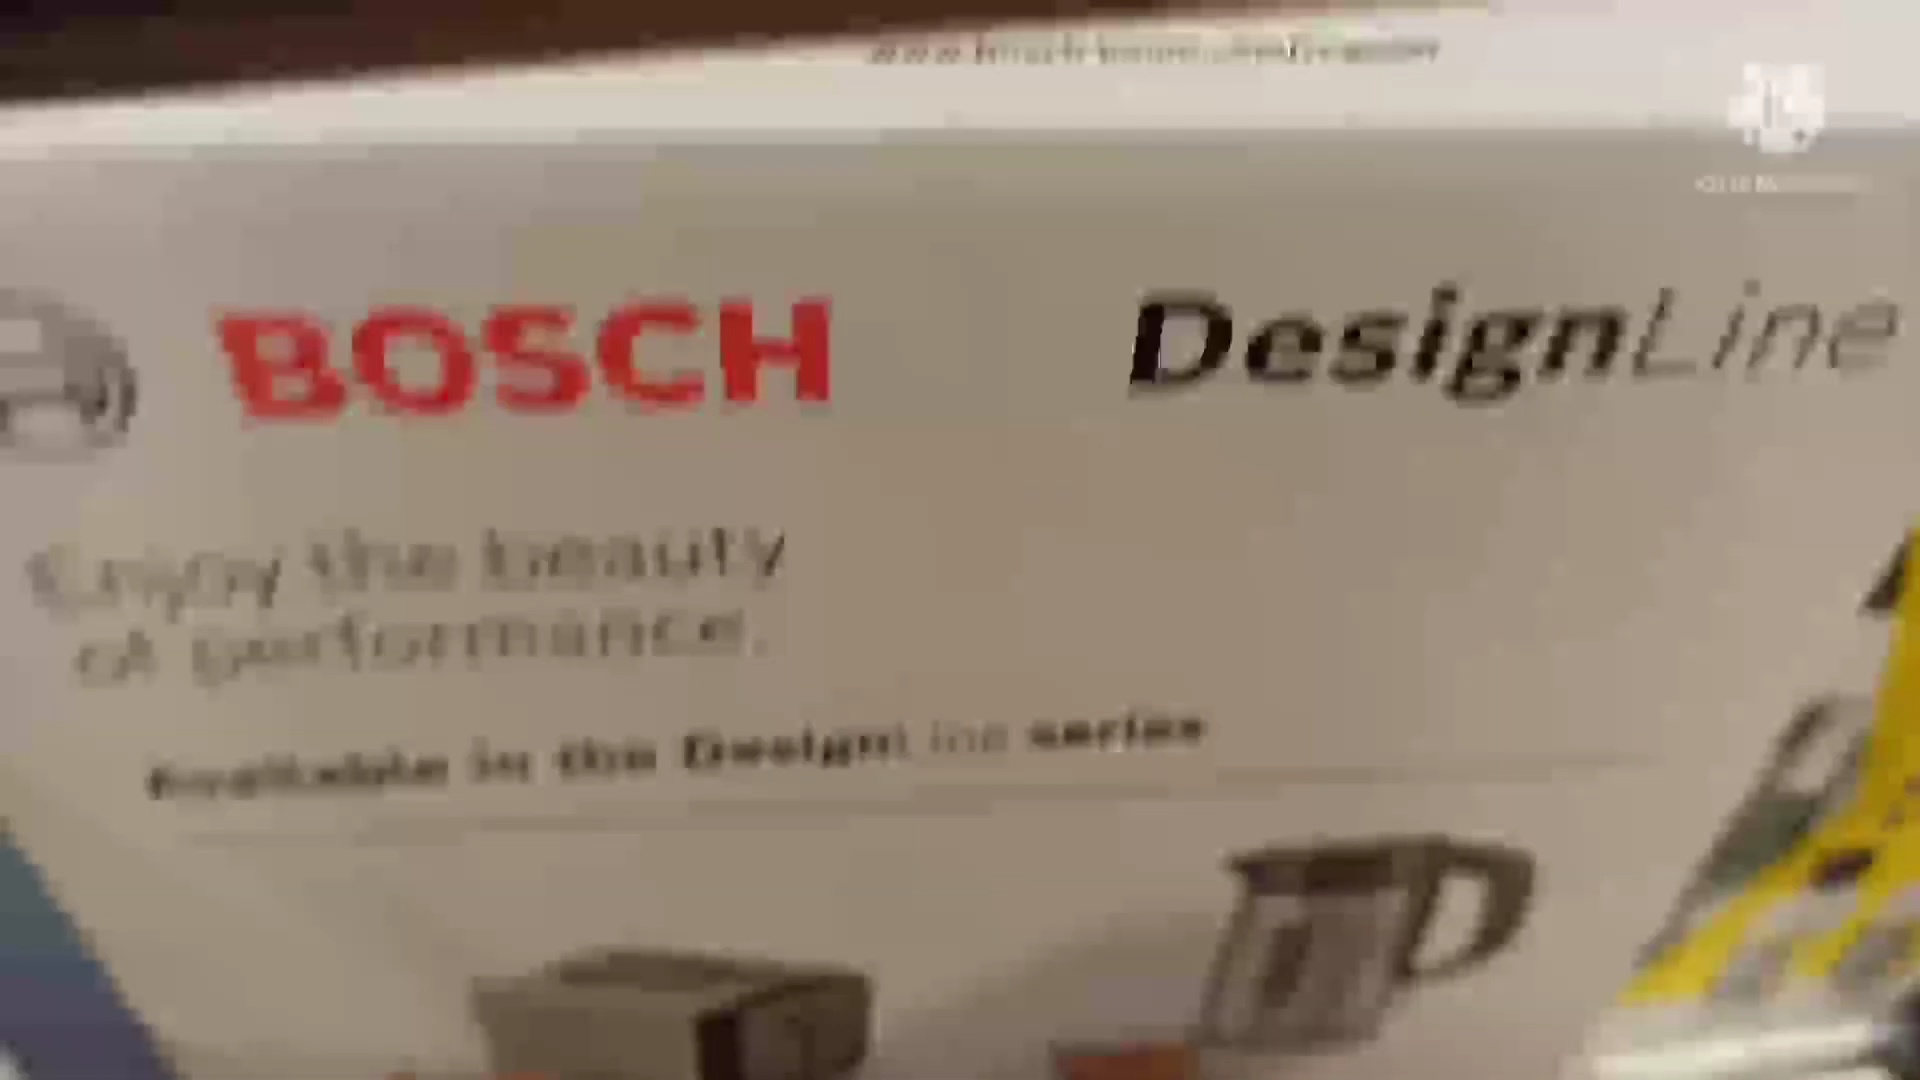 BOSCH
DesignLine
Enjoy the beauty
of performance.
Available in the DesignLine series